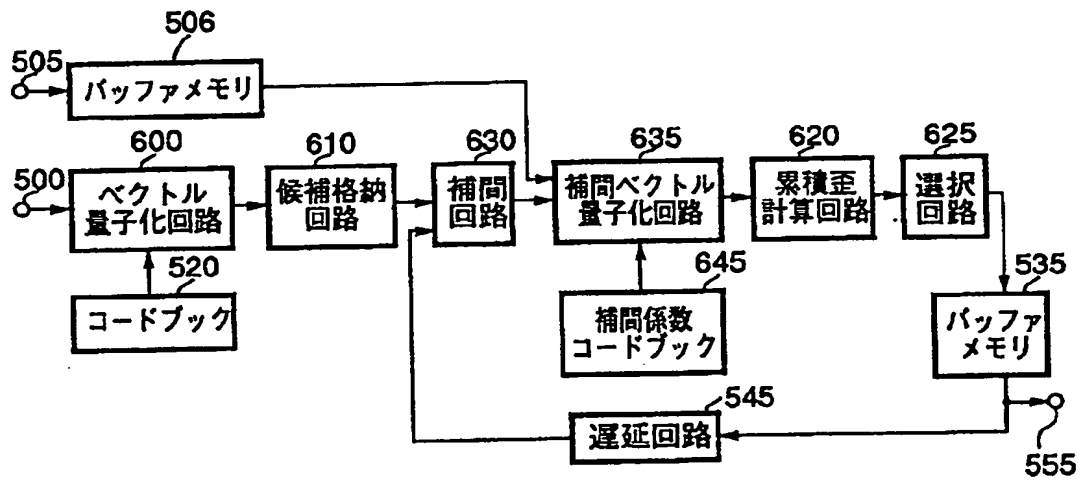 506
505
バッファメモリ
600
610
630
635
620
625
500
ベクトル
量子化回路
候補格納
回路
補間
回路
補間ベクトル
量子化回路
累積歪
計算回路
選択
回路
520
コードブック
645
補間係数
コードブック
535
バッファ
メモリ
545
遅延回路
555